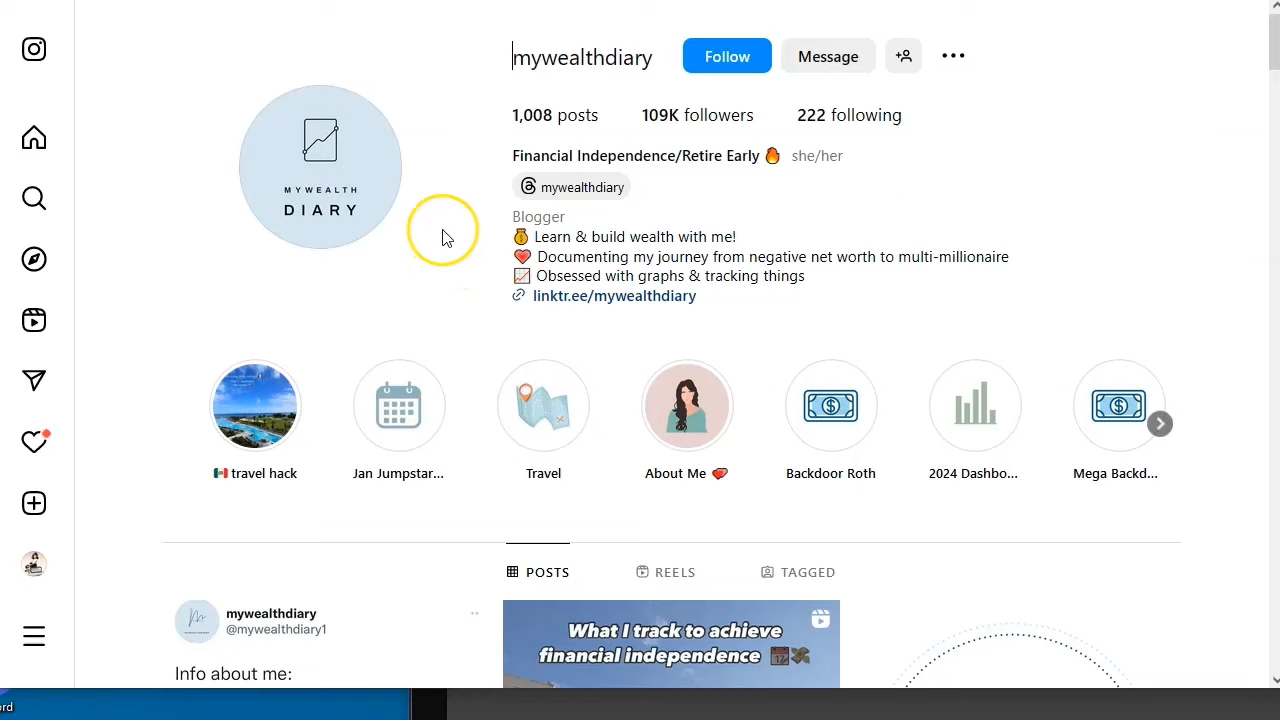 mywealthdiary Follow Message
1,008 posts 109K followers 222 following
Financial Independence/Retire Early 🔥 she/her
mywealthdiary
Blogger
💰 Learn & build wealth with me!
❤️ Documenting my journey from negative net worth to multi-millionaire
📈 Obsessed with graphs & tracking things
linktr.ee/mywealthdiary
MYWEALTH
DIARY
🇲🇽 travel hack Jan Jumpstar... Travel About Me ❤️ Backdoor Roth 2024 Dashbo... Mega Backd...
POSTS REELS TAGGED
mywealthdiary
@mywealthdiary1
Info about me:
What I track to achieve
financial independence 📅💸
ord